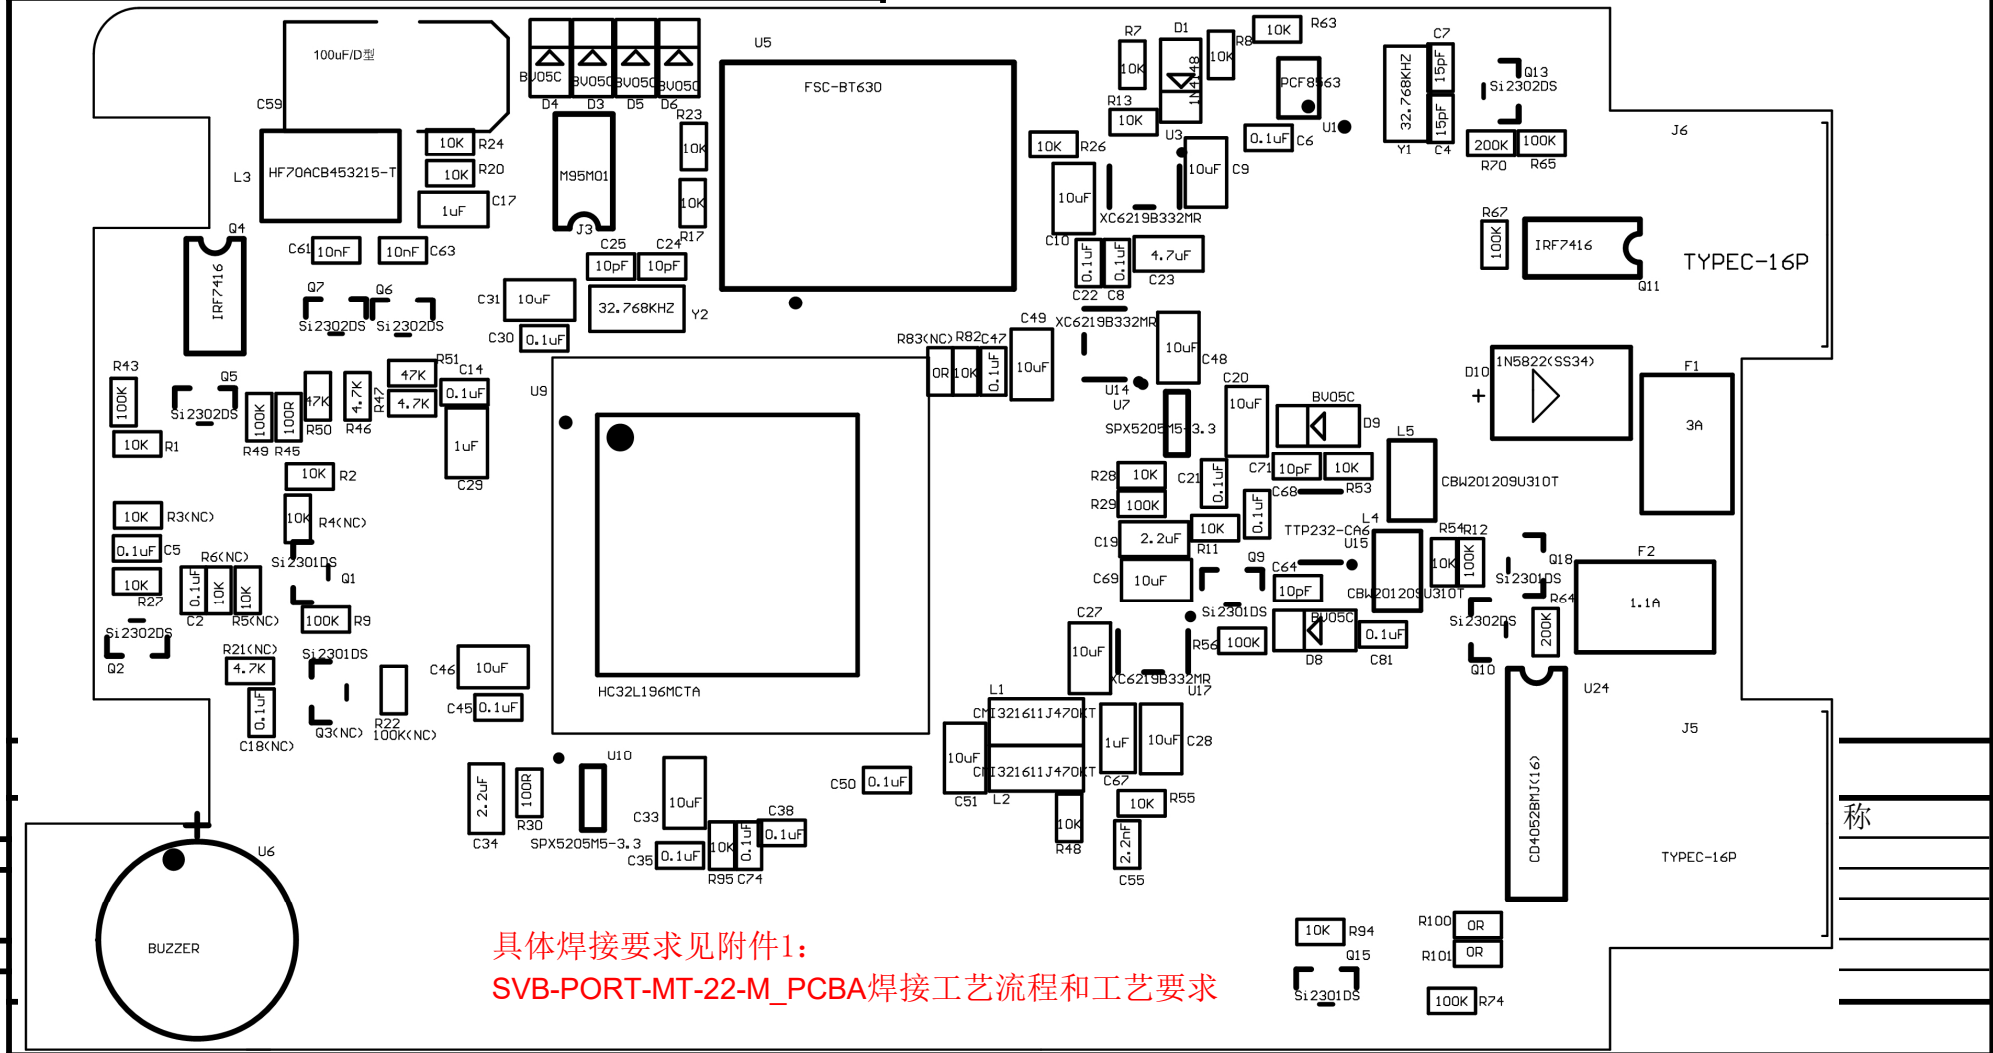 100uF/D型
C59
BV05C
BV05C
BV05C
BV05C
D4
D3
D5
D6
U5
FSC-BT630
R7
10K
D1
1N4148
R8
10K
10K
R63
PCF8563
U1
32.768KHZ
Y1
C7
15pF
15pF
C4
Q13
Si2302DS
200K
R70
100K
R65
J6
L3
HF70ACB453215-T
10K
R24
10K
R20
1uF
C17
M95M01
J3
R23
10K
10K
R17
R13
10K
U3
10K
R26
10uF
C10
10uF
C9
0.1uF
C6
XC6219B332MR
Q4
IRF7416
C61
10nF
10nF
C63
C25
10pF
C24
10pF
32.768KHZ
Y2
0.1uF
C22
0.1uF
C8
4.7uF
C23
R67
100K
IRF7416
Q11
TYPEC-16P
Q7
Si2302DS
Q6
Si2302DS
C31
10uF
C30
0.1uF
XC6219B332MR
U14
R83(NC)
0R
R82
10K
C47
0.1uF
C49
10uF
10uF
C48
R43
100K
Q5
Si2302DS
10K
R1
R51
47K
4.7K
R47
C14
0.1uF
1uF
C29
100K
R49
100R
R45
47K
R50
4.7K
R46
U9
HC32L196MCTA
U7
SPX5205M5-3.3
C20
10uF
BV05C
D9
1N5822(SS34)
D10
+
F1
3A
10K
R2
10K
R4(NC)
10K
R3(NC)
0.1uF
C5
10K
R27
R28
10K
R29
100K
C21
0.1uF
C71
10pF
10K
R53
C68
0.1uF
L5
CBW201209U310T
C19
2.2uF
10K
R11
TTP232-CA6
U15
L4
CBW201209U310T
R54
10K
R12
100K
Q18
Si2301DS
F2
1.1A
Si2301DS
Q1
R6(NC)
10K
0.1uF
C2
10K
R5(NC)
100K
R9
Si2302DS
Q2
C69
10uF
Q9
Si2301DS
C64
10pF
BV05C
D8
0.1uF
C81
Si2302DS
Q10
R64
200K
R21(NC)
4.7K
0.1uF
C18(NC)
Si2301DS
Q3(NC)
R22
100K(NC)
C46
10uF
C45
0.1uF
C27
10uF
XC6219B332MR
U17
R56
100K
U24
CD4052BMJ(16)
J5
TYPEC-16P
L1
CMI321611J470KT
CMI321611J470KT
L2
10uF
C51
1uF
C67
10uF
C28
2.2uF
C34
100R
R30
U10
SPX5205M5-3.3
10uF
C33
C35
0.1uF
10K
R95
0.1uF
C74
C38
0.1uF
C50
0.1uF
10K
R48
10K
R55
2.2nF
C55
称
U6
BUZZER
具体焊接要求见附件1：
SVB-PORT-MT-22-M_PCBA焊接工艺流程和工艺要求
10K
R94
Q15
Si2301DS
R100
0R
R101
0R
100K
R74